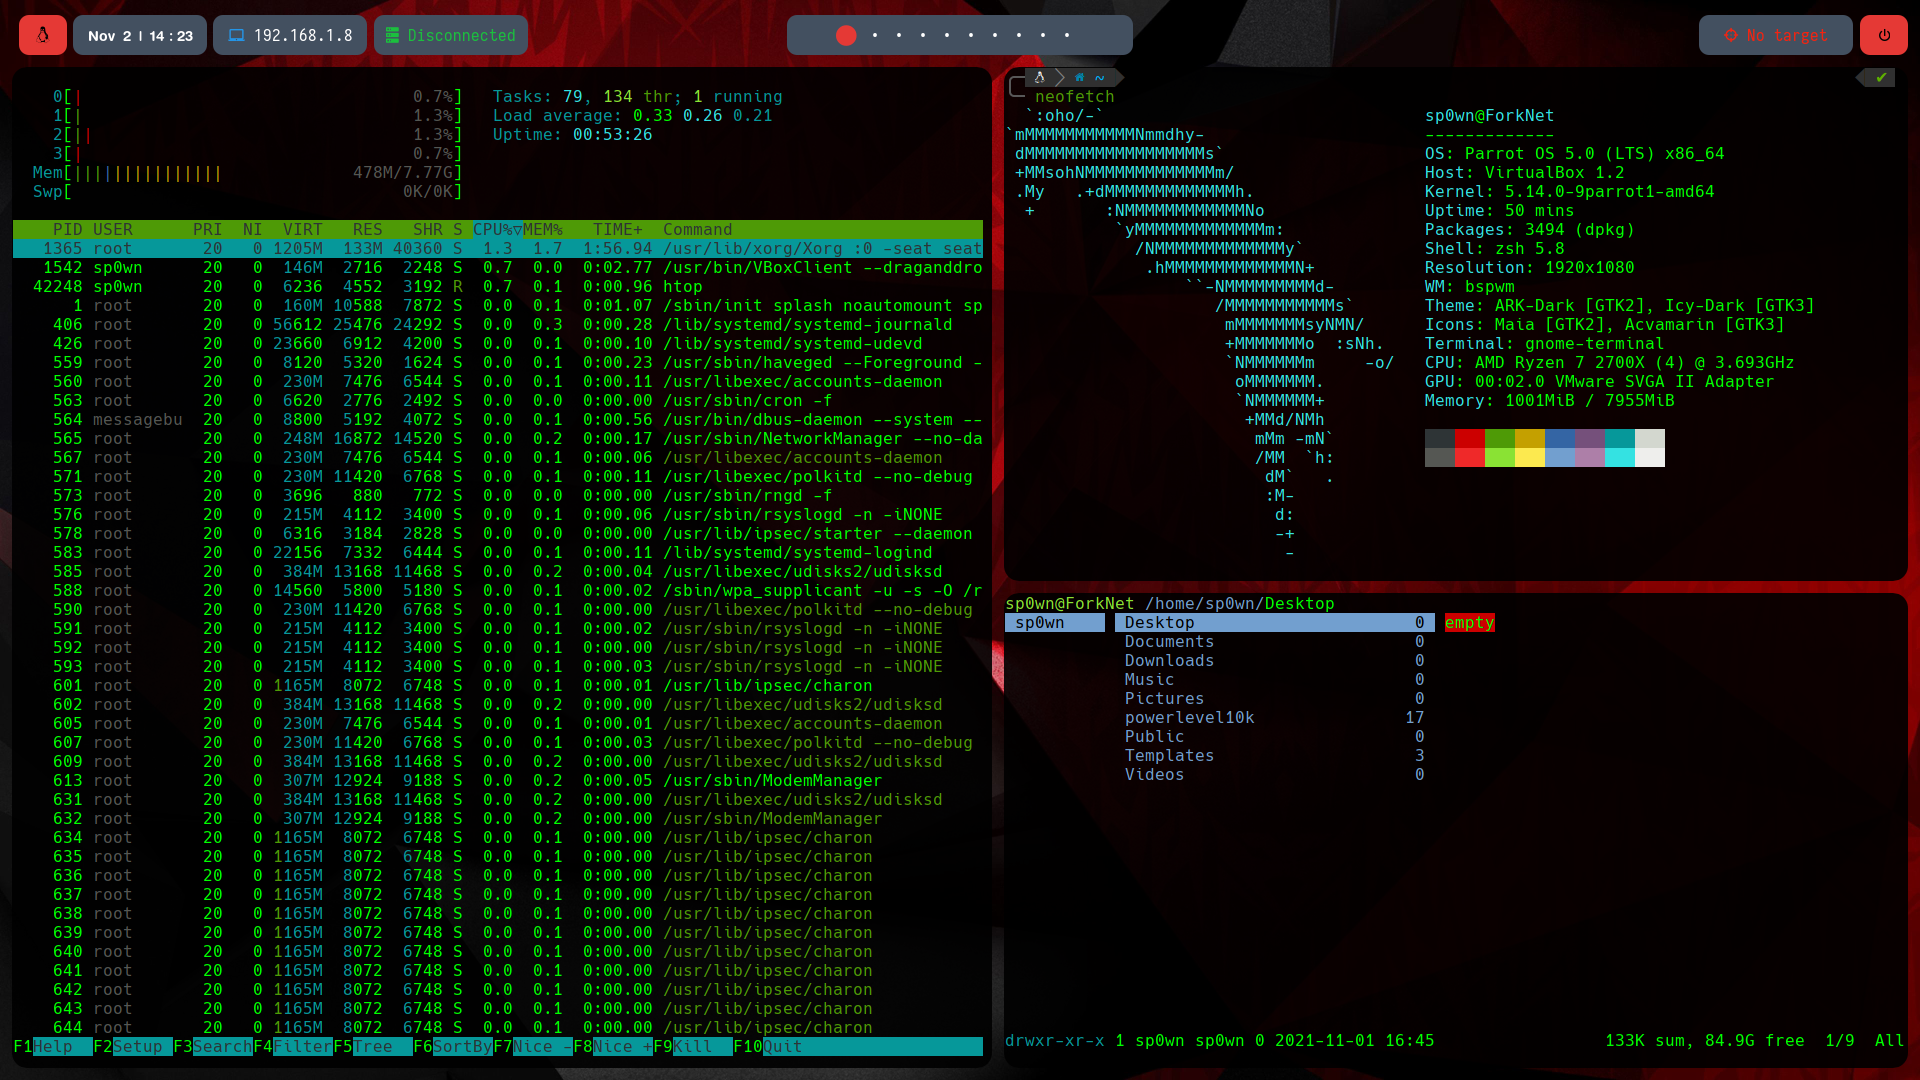 Nov 2 | 14 : 23
192.168.1.8
Disconnected
No target
0[| 0.7%]
1[| 1.3%]
2[|| 1.3%]
3[| 0.7%]
Mem[||||||||||||||| 478M/7.77G]
Swp[ 0K/0K]
Tasks: 79, 134 thr; 1 running
Load average: 0.33 0.26 0.21
Uptime: 00:53:26
PID USER PRI NI VIRT RES SHR S CPU%▽MEM% TIME+ Command
1365 root 20 0 1205M 133M 40360 S 1.3 1.7 1:56.94 /usr/lib/xorg/Xorg :0 -seat seat
1542 sp0wn 20 0 146M 2716 2248 S 0.7 0.0 0:02.77 /usr/bin/VBoxClient --draganddro
42248 sp0wn 20 0 6236 4552 3192 R 0.7 0.1 0:00.96 htop
1 root 20 0 160M 10588 7872 S 0.0 0.1 0:01.07 /sbin/init splash noautomount sp
406 root 20 0 56612 25476 24292 S 0.0 0.3 0:00.28 /lib/systemd/systemd-journald
426 root 20 0 23660 6912 4200 S 0.0 0.1 0:00.10 /lib/systemd/systemd-udevd
559 root 20 0 8120 5320 1624 S 0.0 0.1 0:00.23 /usr/sbin/haveged --Foreground -
560 root 20 0 230M 7476 6544 S 0.0 0.1 0:00.11 /usr/libexec/accounts-daemon
563 root 20 0 6620 2776 2492 S 0.0 0.0 0:00.00 /usr/sbin/cron -f
564 messagebu 20 0 8800 5192 4072 S 0.0 0.1 0:00.56 /usr/bin/dbus-daemon --system --
565 root 20 0 248M 16872 14520 S 0.0 0.2 0:00.17 /usr/sbin/NetworkManager --no-da
567 root 20 0 230M 7476 6544 S 0.0 0.1 0:00.06 /usr/libexec/accounts-daemon
571 root 20 0 230M 11420 6768 S 0.0 0.1 0:00.11 /usr/libexec/polkitd --no-debug
573 root 20 0 3696 880 772 S 0.0 0.0 0:00.00 /usr/sbin/rngd -f
576 root 20 0 215M 4112 3400 S 0.0 0.1 0:00.06 /usr/sbin/rsyslogd -n -iNONE
578 root 20 0 6316 3184 2828 S 0.0 0.0 0:00.00 /usr/lib/ipsec/starter --daemon
583 root 20 0 22156 7332 6444 S 0.0 0.1 0:00.11 /lib/systemd/systemd-logind
585 root 20 0 384M 13168 11468 S 0.0 0.2 0:00.04 /usr/libexec/udisks2/udisksd
588 root 20 0 14560 5800 5180 S 0.0 0.1 0:00.02 /sbin/wpa_supplicant -u -s -O /r
590 root 20 0 230M 11420 6768 S 0.0 0.1 0:00.00 /usr/libexec/polkitd --no-debug
591 root 20 0 215M 4112 3400 S 0.0 0.1 0:00.02 /usr/sbin/rsyslogd -n -iNONE
592 root 20 0 215M 4112 3400 S 0.0 0.1 0:00.00 /usr/sbin/rsyslogd -n -iNONE
593 root 20 0 215M 4112 3400 S 0.0 0.1 0:00.03 /usr/sbin/rsyslogd -n -iNONE
601 root 20 0 1165M 8072 6748 S 0.0 0.1 0:00.01 /usr/lib/ipsec/charon
602 root 20 0 384M 13168 11468 S 0.0 0.2 0:00.00 /usr/libexec/udisks2/udisksd
605 root 20 0 230M 7476 6544 S 0.0 0.1 0:00.01 /usr/libexec/accounts-daemon
607 root 20 0 230M 11420 6768 S 0.0 0.1 0:00.03 /usr/libexec/polkitd --no-debug
609 root 20 0 384M 13168 11468 S 0.0 0.2 0:00.00 /usr/libexec/udisks2/udisksd
613 root 20 0 307M 12924 9188 S 0.0 0.2 0:00.05 /usr/sbin/ModemManager
631 root 20 0 384M 13168 11468 S 0.0 0.2 0:00.00 /usr/libexec/udisks2/udisksd
632 root 20 0 307M 12924 9188 S 0.0 0.2 0:00.00 /usr/sbin/ModemManager
634 root 20 0 1165M 8072 6748 S 0.0 0.1 0:00.00 /usr/lib/ipsec/charon
635 root 20 0 1165M 8072 6748 S 0.0 0.1 0:00.00 /usr/lib/ipsec/charon
636 root 20 0 1165M 8072 6748 S 0.0 0.1 0:00.00 /usr/lib/ipsec/charon
637 root 20 0 1165M 8072 6748 S 0.0 0.1 0:00.00 /usr/lib/ipsec/charon
638 root 20 0 1165M 8072 6748 S 0.0 0.1 0:00.00 /usr/lib/ipsec/charon
639 root 20 0 1165M 8072 6748 S 0.0 0.1 0:00.00 /usr/lib/ipsec/charon
640 root 20 0 1165M 8072 6748 S 0.0 0.1 0:00.00 /usr/lib/ipsec/charon
641 root 20 0 1165M 8072 6748 S 0.0 0.1 0:00.00 /usr/lib/ipsec/charon
642 root 20 0 1165M 8072 6748 S 0.0 0.1 0:00.00 /usr/lib/ipsec/charon
643 root 20 0 1165M 8072 6748 S 0.0 0.1 0:00.00 /usr/lib/ipsec/charon
644 root 20 0 1165M 8072 6748 S 0.0 0.1 0:00.00 /usr/lib/ipsec/charon
F1Help F2Setup F3SearchF4FilterF5Tree F6SortByF7Nice -F8Nice +F9Kill F10Quit
~ ✔
neofetch
`:oho/-`
`mMMMMMMMMMMMNmmdhy-
dMMMMMMMMMMMMMMMMMMs`
+MMsohNMMMMMMMMMMMMMm/
.My .+dMMMMMMMMMMMMMh.
+ :NMMMMMMMMMMMMNo
`yMMMMMMMMMMMMMm:
/NMMMMMMMMMMMMMy`
.hMMMMMMMMMMMMMN+
``-NMMMMMMMMMd-
/MMMMMMMMMMMs`
mMMMMMMMsyNMN/
+MMMMMMMo :sNh.
`NMMMMMMm -o/
oMMMMMMM.
`NMMMMMM+
+MMd/NMh
mMm -mN`
/MM `h:
dM` .
:M-
d:
-+
-
sp0wn@ForkNet
-------------
OS: Parrot OS 5.0 (LTS) x86_64
Host: VirtualBox 1.2
Kernel: 5.14.0-9parrot1-amd64
Uptime: 50 mins
Packages: 3494 (dpkg)
Shell: zsh 5.8
Resolution: 1920x1080
WM: bspwm
Theme: ARK-Dark [GTK2], Icy-Dark [GTK3]
Icons: Maia [GTK2], Acvamarin [GTK3]
Terminal: gnome-terminal
CPU: AMD Ryzen 7 2700X (4) @ 3.693GHz
GPU: 00:02.0 VMware SVGA II Adapter
Memory: 1001MiB / 7955MiB
sp0wn@ForkNet /home/sp0wn/Desktop
sp0wn Desktop 0 empty
Documents 0
Downloads 0
Music 0
Pictures 0
powerlevel10k 17
Public 0
Templates 3
Videos 0
drwxr-xr-x 1 sp0wn sp0wn 0 2021-11-01 16:45 133K sum, 84.9G free 1/9 All